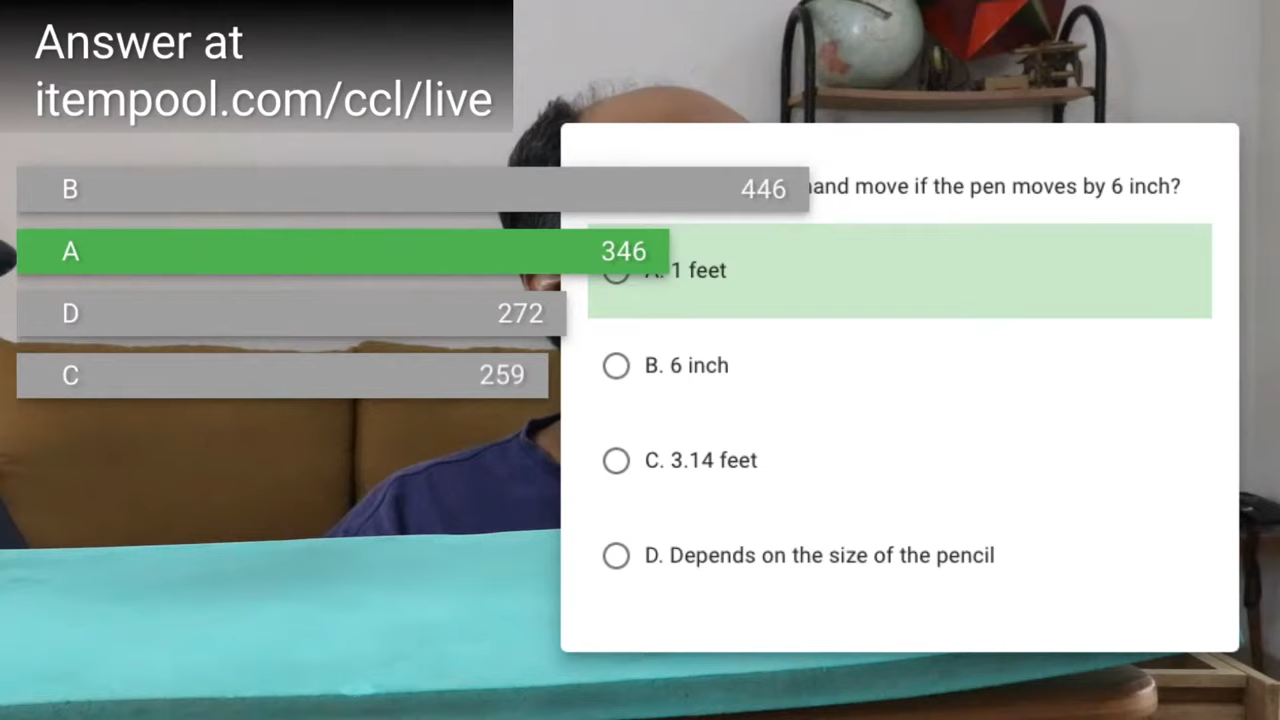 Answer at
itempool.com/ccl/live
B 446
and move if the pen moves by 6 inch?
A 346
A. 1 feet
D 272
B. 6 inch
C 259
C. 3.14 feet
D. Depends on the size of the pencil